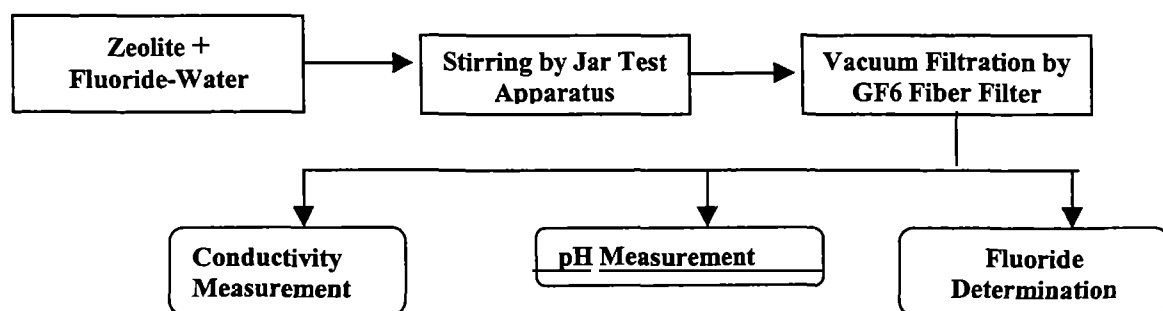 Zeolite +
Fluoride-Water
Stirring by Jar Test
Apparatus
Vacuum Filtration by
GF6 Fiber Filter
Conductivity
Measurement
pH Measurement
Fluoride
Determination